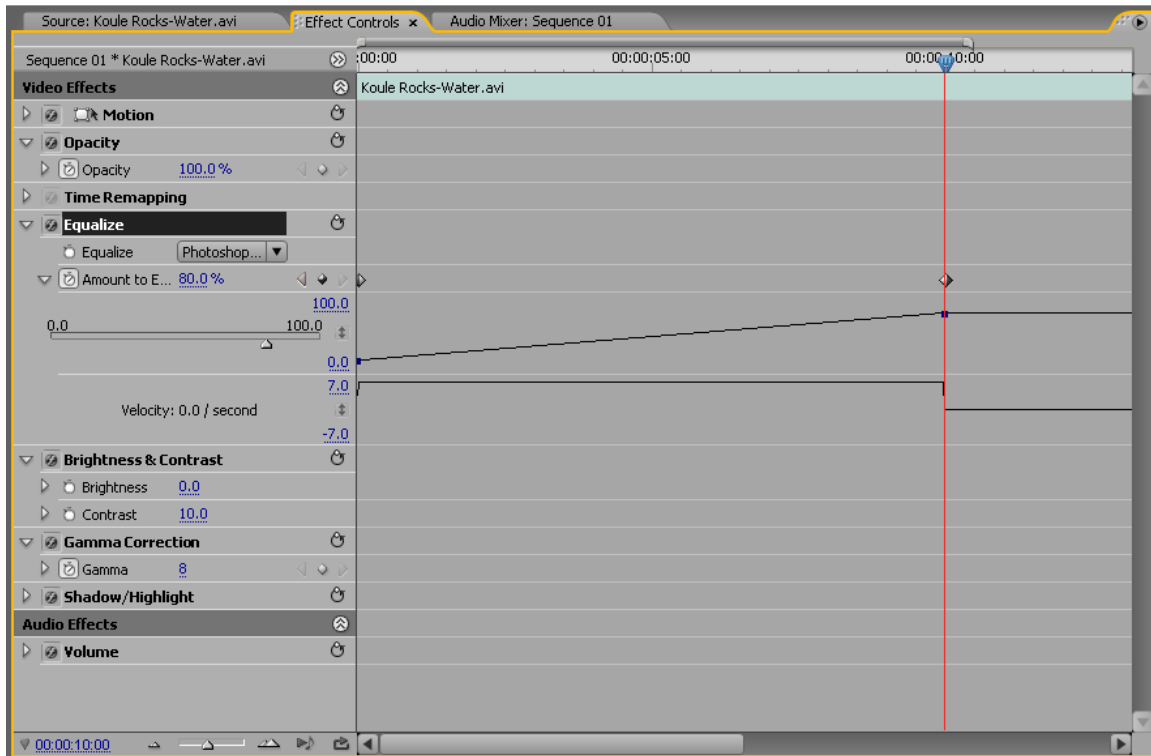 Source: Koule Rocks-Water.avi Effect Controls × Audio Mixer: Sequence 01
Sequence 01 * Koule Rocks-Water.avi :00:00 00:00:05:00 00:00:10:00
Video Effects Koule Rocks-Water.avi
Motion
Opacity
Opacity 100.0 %
Time Remapping
Equalize
Equalize Photoshop...
Amount to E... 80.0 %
100.0
0.0 100.0
0.0
7.0
Velocity: 0.0 / second
-7.0
Brightness & Contrast
Brightness 0.0
Contrast 10.0
Gamma Correction
Gamma 8
Shadow/Highlight
Audio Effects
Volume
00:00:10:00